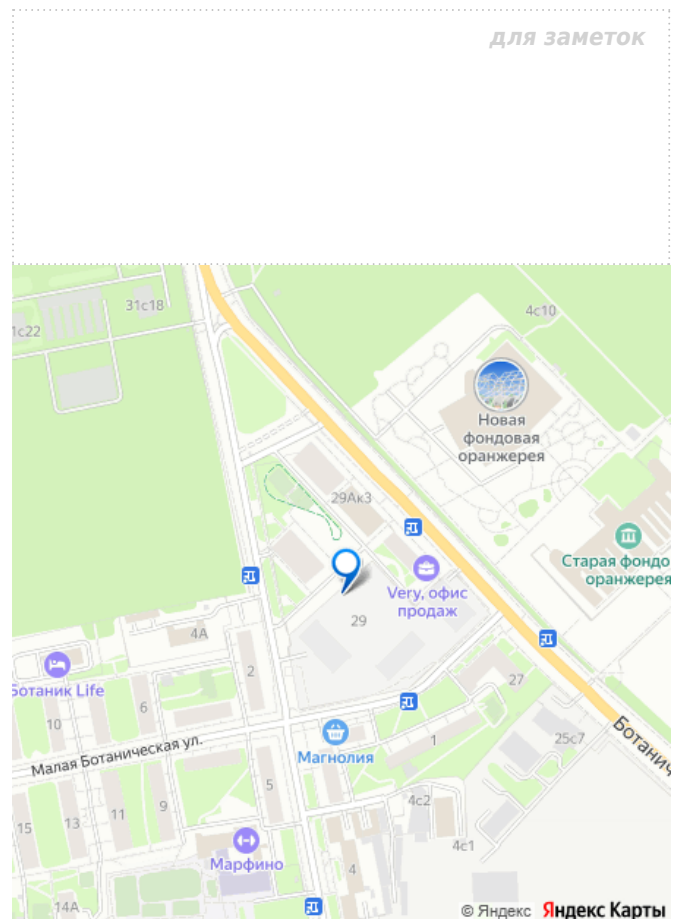 для заметок
31с18
1с22
4с10
Новая
фондовая
оранжерея
29Ак3
Старая фондо
оранжерея
Very, офис
продаж
29
4А
2
Ботаник Life
27
6
10
Малая Ботаническая ул.
Магнолия
1
25с7
Ботанич
5
9
11
13
15
4с2
4с1
Марфино
4
14А
© Яндекс Яндекс Карты